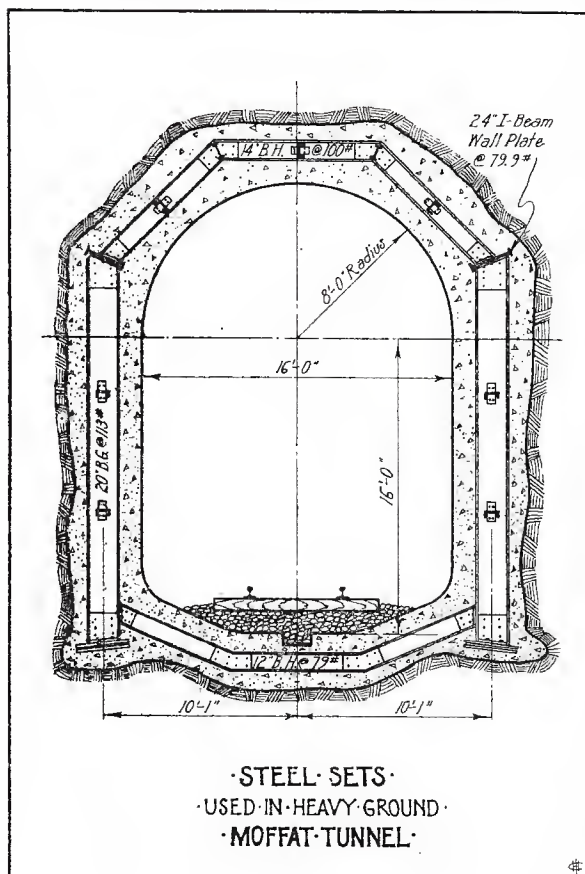 24" I-Beam
Wall Plate
@ 79.9#
14" B.H. @ 100#
8'-0" Radius
16'-0"
20" B.G. @ 113#
16'-0"
12" B.H. @ 79#
10'-1"
10'-1"
·STEEL·SETS·
·USED·IN·HEAVY·GROUND·
·MOFFAT·TUNNEL·